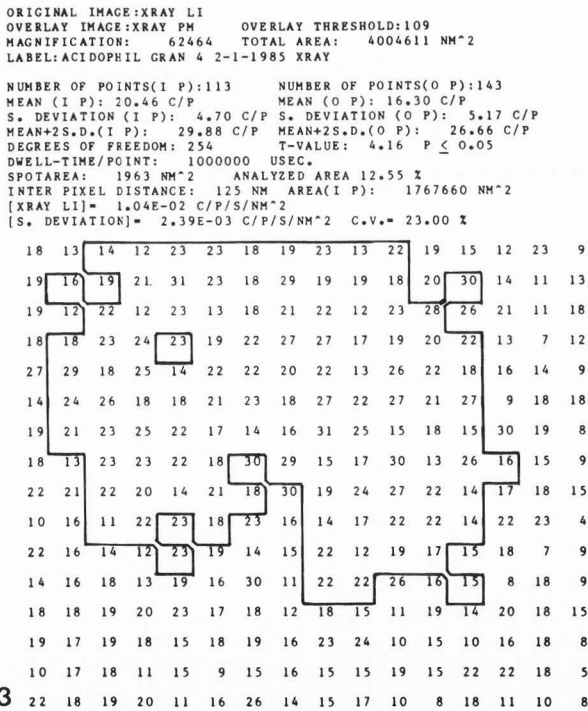 ORIGINAL IMAGE:XRAY LI
OVERLAY IMAGE:XRAY PM OVERLAY THRESHOLD:109
MAGNIFICATION: 62464 TOTAL AREA: 4004611 NM^2
LABEL:ACIDOPHIL GRAN 4 2-1-1985 XRAY
NUMBER OF POINTS(I P):113 NUMBER OF POINTS(O P):143
MEAN (I P): 20.46 C/P MEAN (O P): 16.30 C/P
S. DEVIATION (I P): 4.70 C/P S. DEVIATION (O P): 5.17 C/P
MEAN+2S.D.(I P): 29.88 C/P MEAN+2S.D.(O P): 26.66 C/P
DEGREES OF FREEDOM: 254 T-VALUE: 4.16 P ≤ 0.05
DWELL-TIME/POINT: 1000000 USEC.
SPOTAREA: 1963 NM^2 ANALYZED AREA 12.55 %
INTER PIXEL DISTANCE: 125 NM AREA(I P): 1767660 NM^2
[XRAY LI]= 1.04E-02 C/P/S/NM^2
[S. DEVIATION]= 2.39E-03 C/P/S/NM^2 C.V.= 23.00 %
18 13 14 12 23 23 18 19 23 13 22 19 15 12 23 9
19 16 19 21. 31 23 18 29 19 19 18 20 30 14 11 13
19 12 22 12 23 13 18 21 22 12 23 28 26 21 11 18
18 18 23 24 23 19 22 27 27 17 19 20 22 13 7 12
27 29 18 25 14 22 22 20 22 13 26 22 18 16 14 9
14 24 26 18 18 21 23 18 27 22 27 21 27 9 18 18
19 21 23 25 22 17 14 16 31 25 15 18 15 30 19 8
18 13 23 23 22 18 30 29 15 17 30 13 26 16 15 9
22 21 22 20 14 21 18 30 19 24 27 22 14 17 18 15
10 16 11 22 23 18 23 16 14 17 22 22 14 22 23 4
22 16 14 12 23 19 14 15 22 12 19 17 15 18 7 9
14 16 18 13 19 16 30 11 22 22 26 16 15 8 18 9
18 18 19 20 23 17 18 12 18 15 11 19 14 20 18 15
19 17 19 18 15 18 19 16 23 24 10 15 10 16 18 8
10 17 18 11 15 9 15 16 15 15 19 15 22 22 18 5
3 22 18 19 20 11 16 26 14 15 17 10 8 18 11 10 8